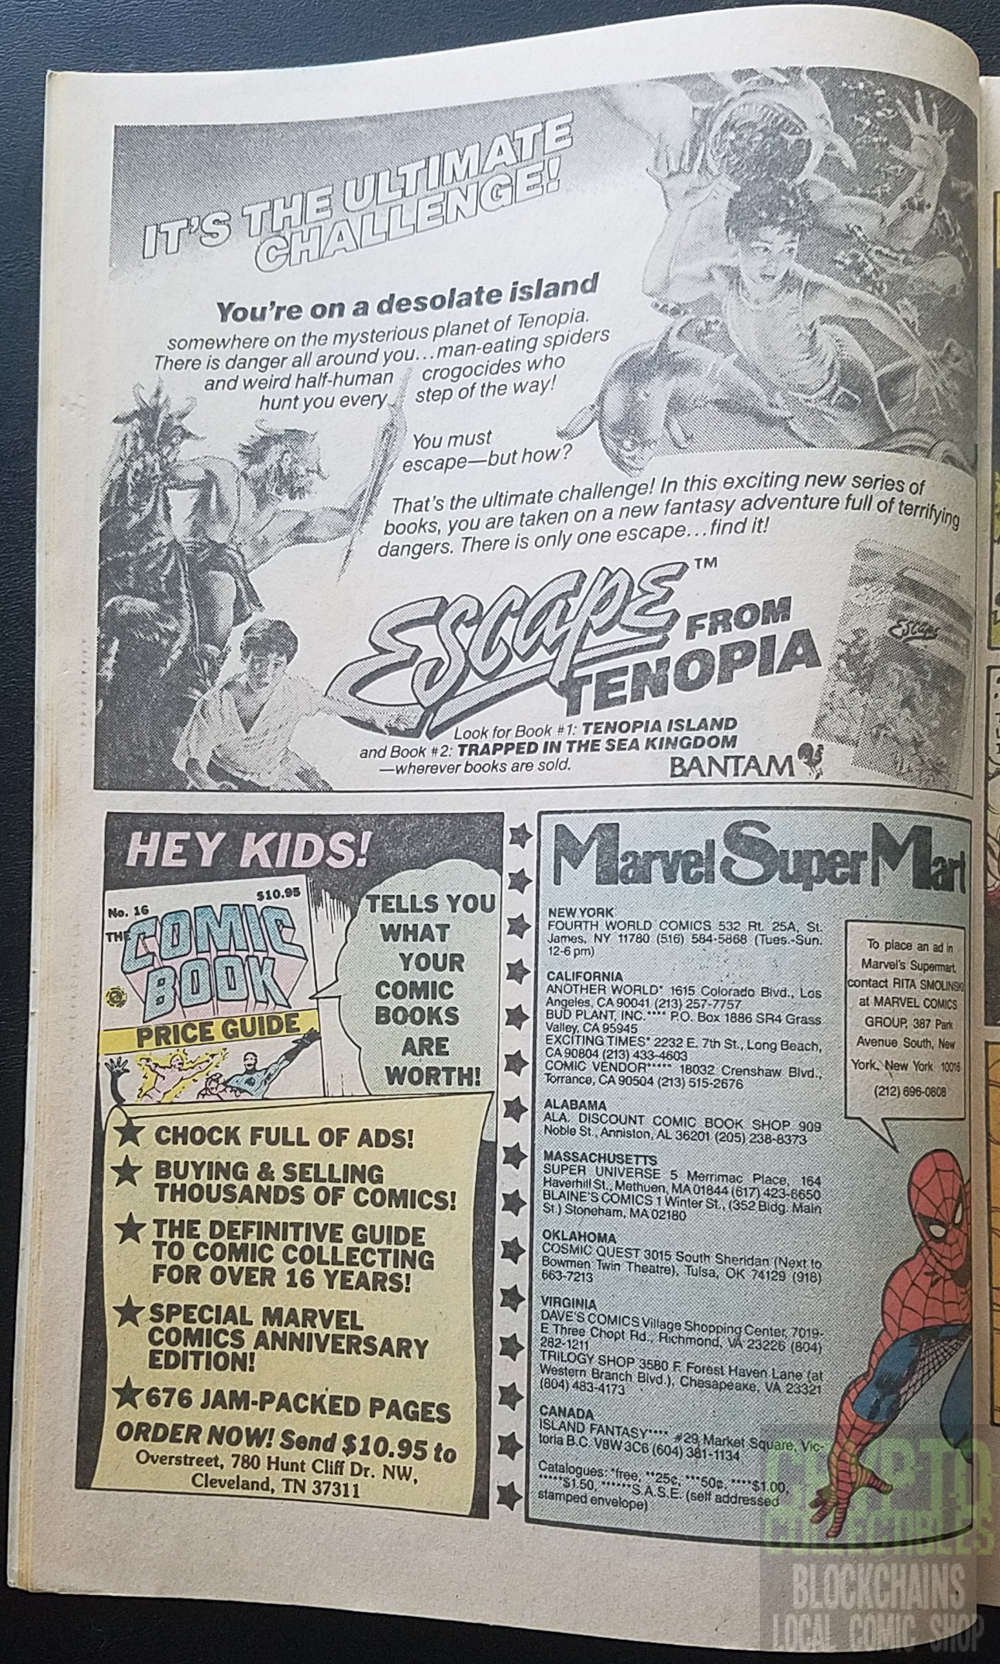 IT'S THE ULTIMATE
CHALLENGE!
You're on a desolate island
somewhere on the mysterious planet of Tenopia.
There is danger all around you...man-eating spiders
and weird half-human crogocides who
hunt you every step of the way!
You must
escape—but how?
That's the ultimate challenge! In this exciting new series of
books, you are taken on a new fantasy adventure full of terrifying
dangers. There is only one escape...find it!
Escape™
FROM
TENOPIA
Escape
Look for Book #1: TENOPIA ISLAND
and Book #2: TRAPPED IN THE SEA KINGDOM
—wherever books are sold.
BANTAM
HEY KIDS!
No. 16
$10.95
THE COMIC
BOOK
PRICE GUIDE
TELLS YOU
WHAT
YOUR
COMIC
BOOKS
ARE
WORTH!
★ CHOCK FULL OF ADS!
★ BUYING & SELLING
THOUSANDS OF COMICS!
★ THE DEFINITIVE GUIDE
TO COMIC COLLECTING
FOR OVER 16 YEARS!
★ SPECIAL MARVEL
COMICS ANNIVERSARY
EDITION!
★ 676 JAM-PACKED PAGES
ORDER NOW! Send $10.95 to
Overstreet, 780 Hunt Cliff Dr. NW,
Cleveland, TN 37311
Marvel Super Mart
NEW YORK
FOURTH WORLD COMICS 532 Rt. 25A, St.
James, NY 11780 (516) 584-5868 (Tues.-Sun.
12-6 pm)
CALIFORNIA
ANOTHER WORLD* 1615 Colorado Blvd., Los
Angeles, CA 90041 (213) 257-7757
BUD PLANT, INC.**** P.O. Box 1886 SR4 Grass
Valley, CA 95945
EXCITING TIMES* 2232 E. 7th St., Long Beach,
CA 90804 (213) 433-4603
COMIC VENDOR***** 18032 Crenshaw Blvd.,
Torrance, CA 90504 (213) 515-2676
ALABAMA
ALA. DISCOUNT COMIC BOOK SHOP 909
Noble St., Anniston, AL 36201 (205) 238-8373
MASSACHUSETTS
SUPER UNIVERSE 5 Merrimac Place, 164
Haverhill St., Methuen, MA 01844 (617) 423-6650
BLAINE'S COMICS 1 Winter St., (352 Bldg. Main
St.) Stoneham, MA 02180
OKLAHOMA
COSMIC QUEST 3015 South Sheridan (Next to
Bowmen Twin Theatre), Tulsa, OK 74129 (918)
663-7213
VIRGINIA
DAVE'S COMICS Village Shopping Center, 7019-
E Three Chopt Rd., Richmond, VA 23226 (804)
282-1211
TRILOGY SHOP 3580 F. Forest Haven Lane (at
Western Branch Blvd.), Chesapeake, VA 23321
(804) 483-4173
CANADA
ISLAND FANTASY**** #29, Market Square, Vic-
toria B.C. V8W 3C6 (604) 381-1134
Catalogues: *free, **25¢, ***50¢, ****$1.00,
*****$1.50, ******S.A.S.E. (self addressed
stamped envelope)
To place an ad in
Marvel's Supermart,
contact RITA SMOLINSKI
at MARVEL COMICS
GROUP, 387 Park
Avenue South, New
York, New York 10016
(212) 696-0808
CRYPTO
COLLECTIBLES
BLOCKCHAINS
LOCAL COMIC SHOP